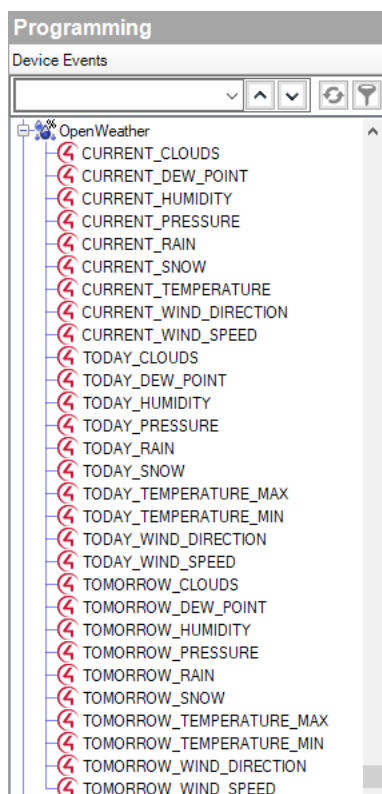 Programming
Device Events
OpenWeather
CURRENT_CLOUDS
CURRENT_DEW_POINT
CURRENT_HUMIDITY
CURRENT_PRESSURE
CURRENT_RAIN
CURRENT_SNOW
CURRENT_TEMPERATURE
CURRENT_WIND_DIRECTION
CURRENT_WIND_SPEED
TODAY_CLOUDS
TODAY_DEW_POINT
TODAY_HUMIDITY
TODAY_PRESSURE
TODAY_RAIN
TODAY_SNOW
TODAY_TEMPERATURE_MAX
TODAY_TEMPERATURE_MIN
TODAY_WIND_DIRECTION
TODAY_WIND_SPEED
TOMORROW_CLOUDS
TOMORROW_DEW_POINT
TOMORROW_HUMIDITY
TOMORROW_PRESSURE
TOMORROW_RAIN
TOMORROW_SNOW
TOMORROW_TEMPERATURE_MAX
TOMORROW_TEMPERATURE_MIN
TOMORROW_WIND_DIRECTION
TOMORROW_WIND_SPEED